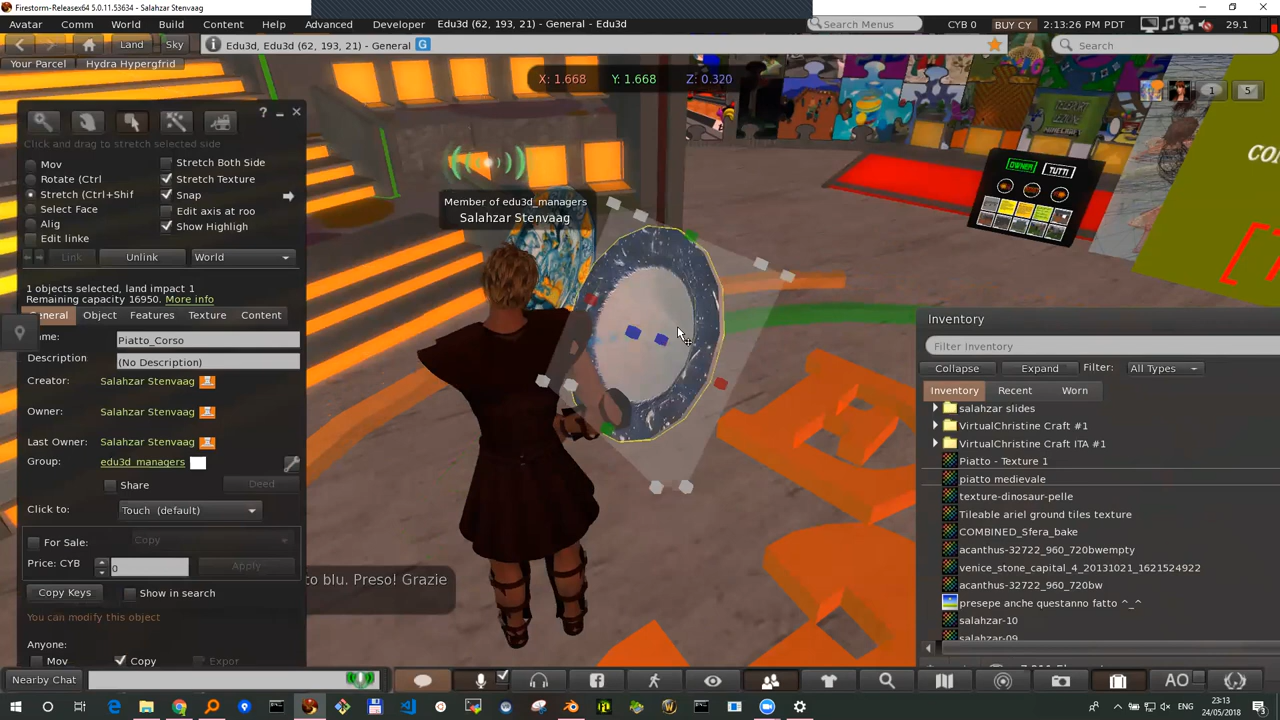 Firestorm-Releasex64 5.0.11.53634 - Salahzar Stenvaag
Avatar Comm World Build Content Help Advanced Developer Edu3d (62, 193, 21) - General - Edu3d Search Menus CYB 0 BUY CY 2:13:26 PM PDT 29.1
Land Sky Edu3d, Edu3d (62, 193, 21) - General G Search
Your Parcel Hydra Hypergfrid
X: 1.668 Y: 1.668 Z: 0.320
1 5
Click and drag to stretch selected side
Mov
Rotate (Ctrl
Stretch (Ctrl+Shif
Select Face
Alig
Edit linke
Stretch Both Side
Stretch Texture
Snap
Edit axis at roo
Show Highligh
Link Unlink World
1 objects selected, land impact 1
Remaining capacity 16950. More info
General Object Features Texture Content
Name: Piatto_Corso
Description (No Description)
Creator: Salahzar Stenvaag
Owner: Salahzar Stenvaag
Last Owner: Salahzar Stenvaag
Group: edu3d_managers
Share Deed
Click to: Touch (default)
For Sale: Copy
Price: CYB 0 Apply
Copy Keys Show in search
You can modify this object
Anyone:
Mov Copy Expor
Member of edu3d_managers
Salahzar Stenvaag
OWNER TUTTI
MINECRAFT
to blu. Preso! Grazie
Inventory
Filter Inventory
Collapse Expand Filter: All Types
Inventory Recent Worn
salahzar slides
VirtualChristine Craft #1
VirtualChristine Craft ITA #1
Piatto - Texture 1
piatto medievale
texture-dinosaur-pelle
Tileable ariel ground tiles texture
COMBINED_Sfera_bake
acanthus-32722_960_720bwempty
venice_stone_capital_4_20131021_1621524922
acanthus-32722_960_720bw
presepe anche questanno fatto ^_^
salahzar-10
salahzar-09
Nearby Chat
AO
23:13
24/05/2018